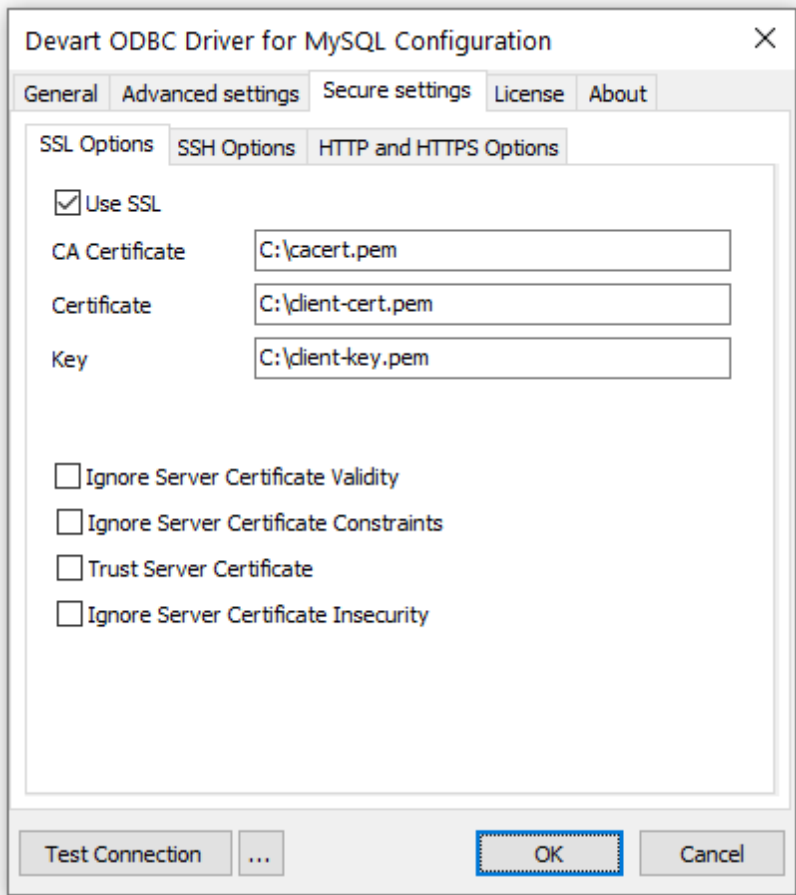 Devart ODBC Driver for MySQL Configuration
General Advanced settings Secure settings License About
SSL Options SSH Options HTTP and HTTPS Options
Use SSL
CA Certificate C:\cacert.pem
Certificate C:\client-cert.pem
Key C:\client-key.pem
Ignore Server Certificate Validity
Ignore Server Certificate Constraints
Trust Server Certificate
Ignore Server Certificate Insecurity
Test Connection ... OK Cancel